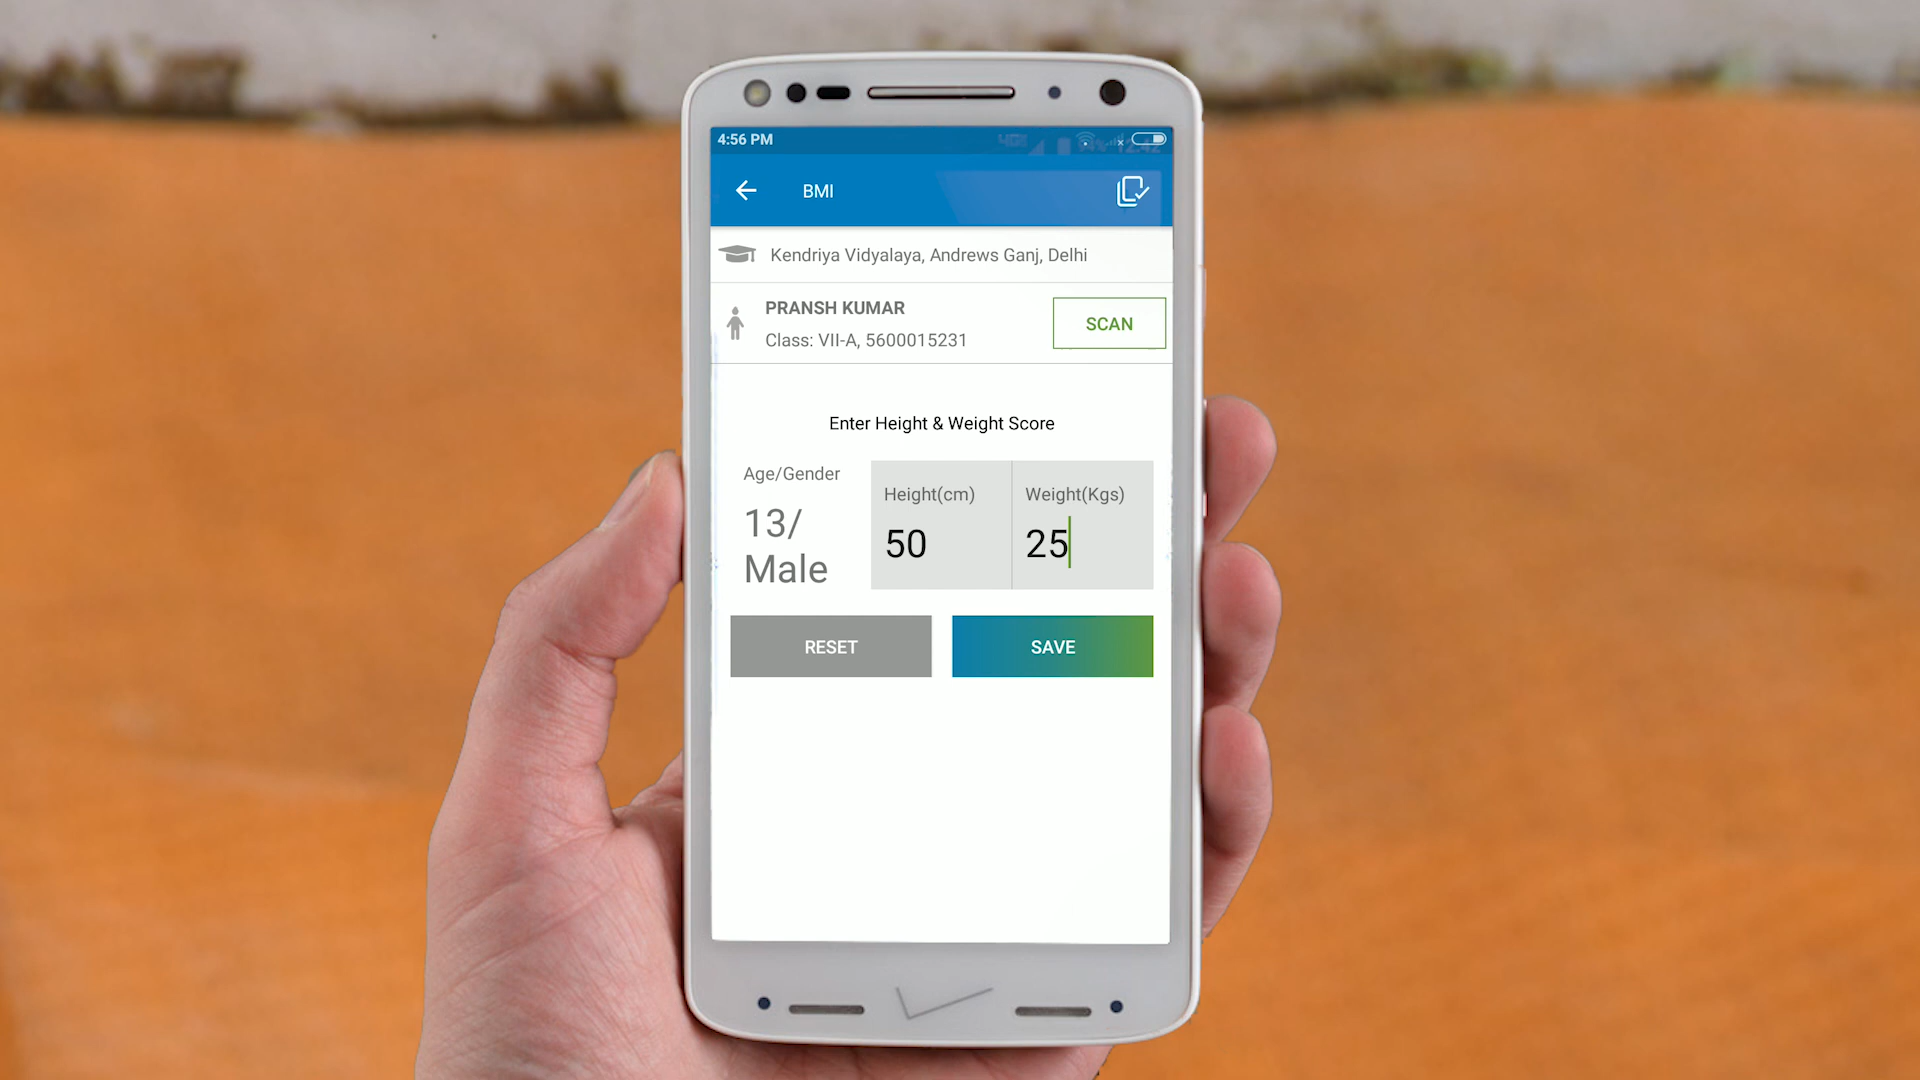 4:56 PM
BMI
Kendriya Vidyalaya, Andrews Ganj, Delhi
PRANSH KUMAR
Class: VII-A, 5600015231
SCAN
Enter Height & Weight Score
Age/Gender
13/
Male
Height(cm)
50
Weight(Kgs)
25
RESET
SAVE